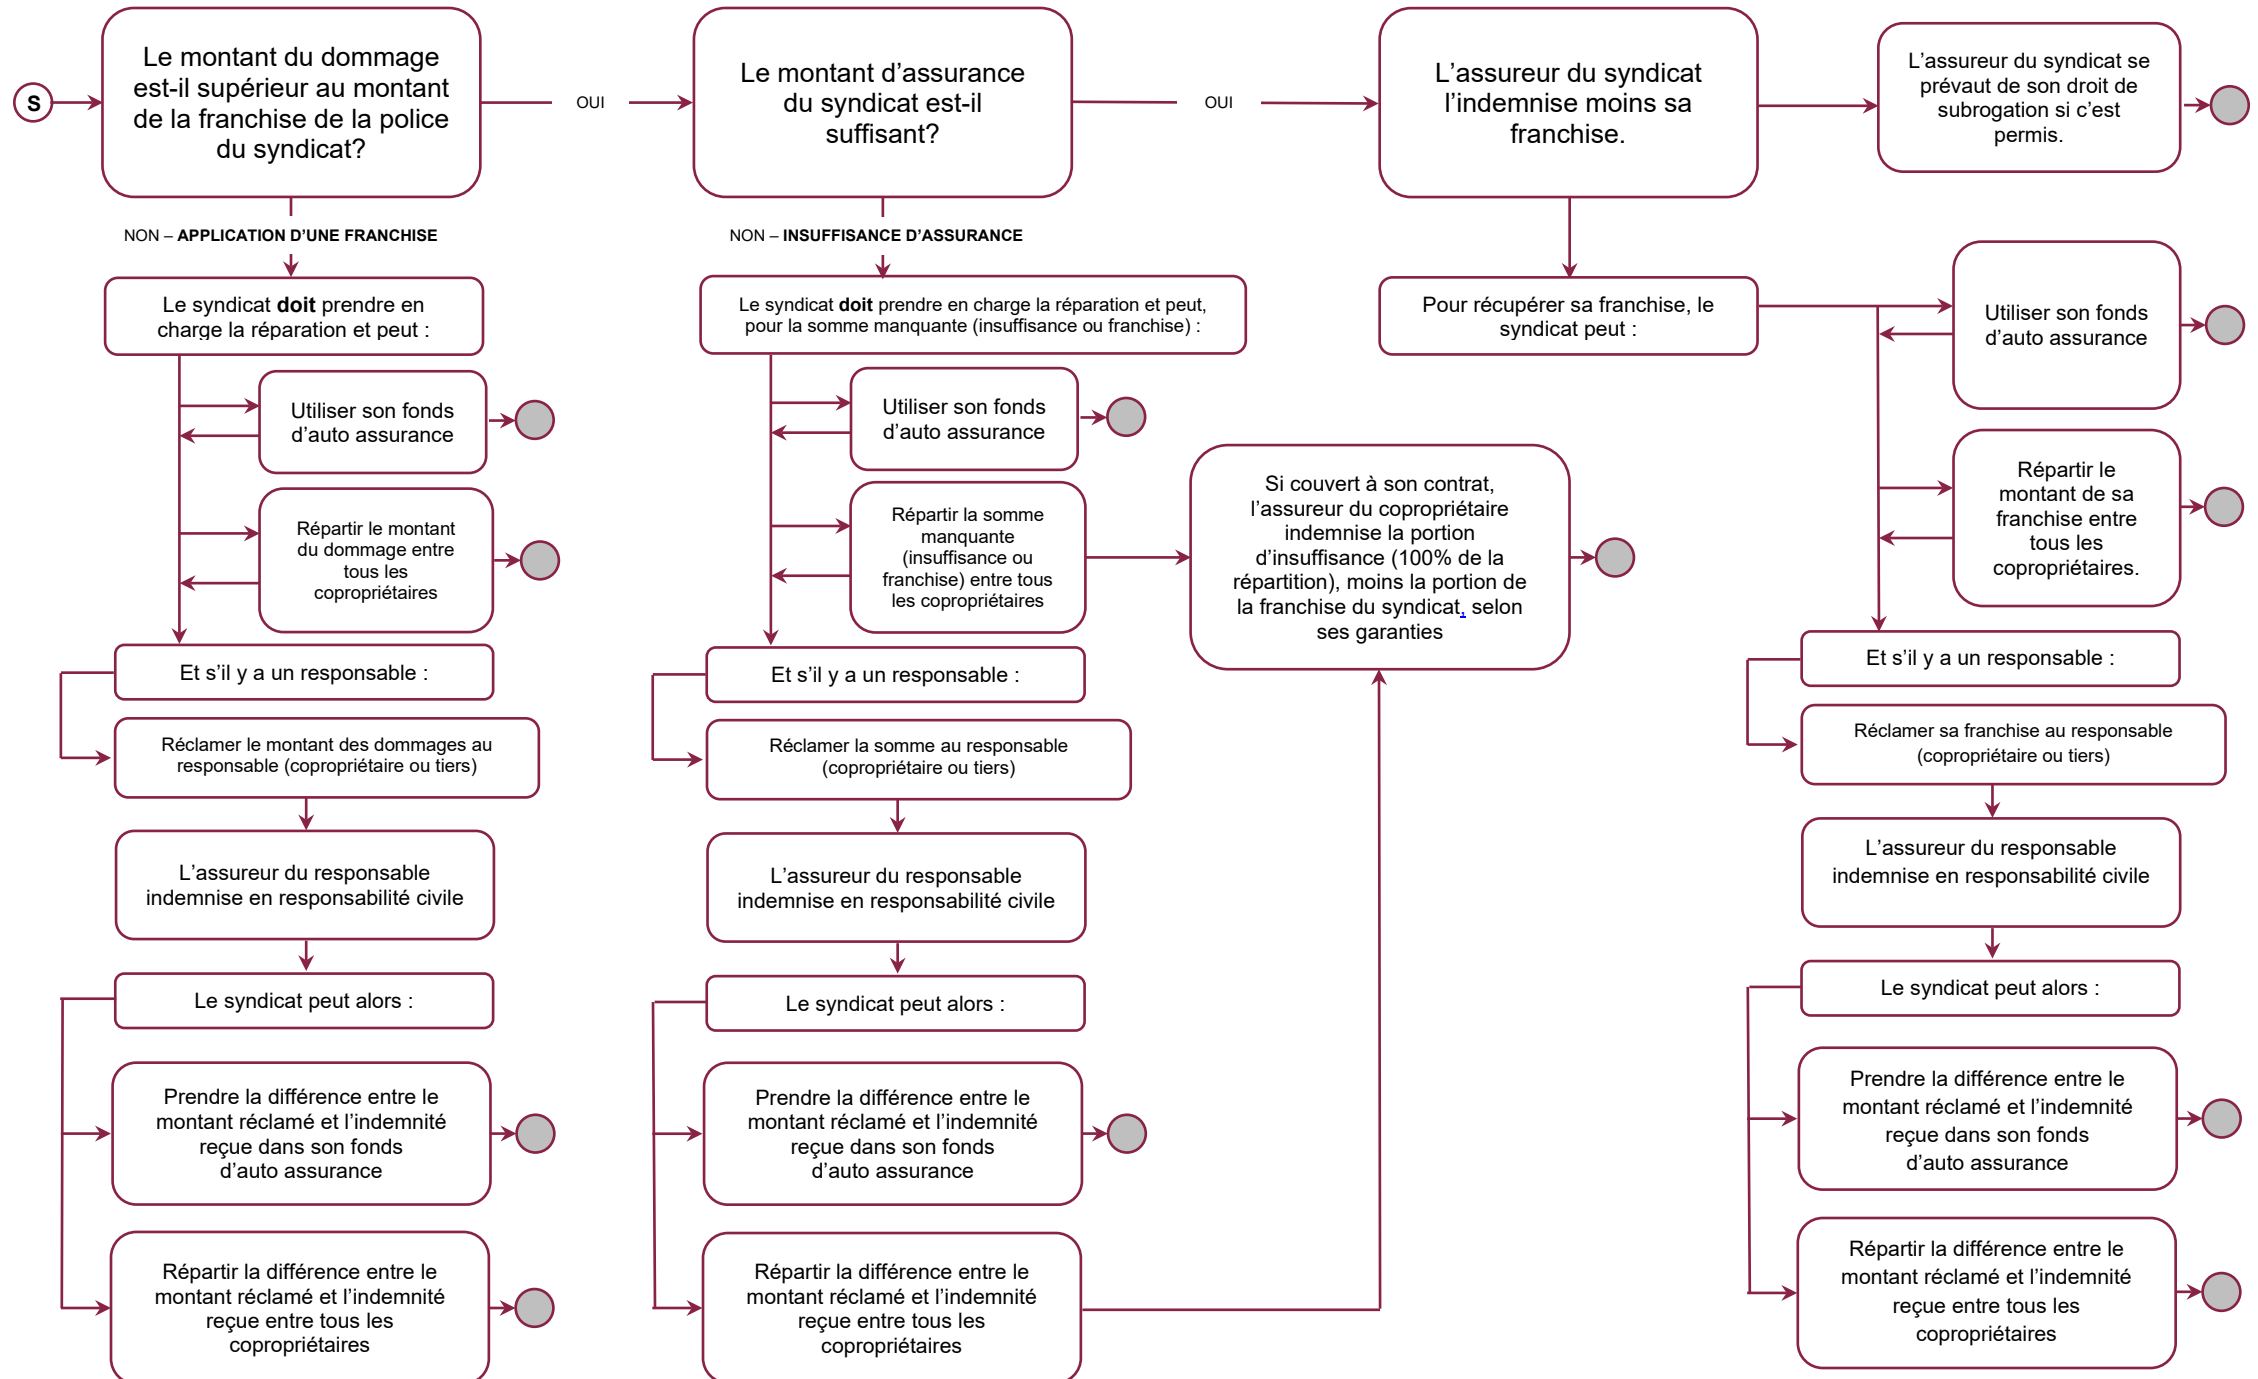 S
Le montant du dommage
est-il supérieur au montant
de la franchise de la police
du syndicat?
OUI
Le montant d’assurance
du syndicat est-il
suffisant?
OUI
L’assureur du syndicat
l’indemnise moins sa
franchise.
L’assureur du syndicat se
prévaut de son droit de
subrogation si c’est
permis.
NON – APPLICATION D’UNE FRANCHISE
Le syndicat doit prendre en
charge la réparation et peut :
Utiliser son fonds
d’auto assurance
Répartir le montant
du dommage entre
tous les
copropriétaires
Et s’il y a un responsable :
Réclamer le montant des dommages au
responsable (copropriétaire ou tiers)
L’assureur du responsable
indemnise en responsabilité civile
Le syndicat peut alors :
Prendre la différence entre le
montant réclamé et l’indemnité
reçue dans son fonds
d’auto assurance
Répartir la différence entre le
montant réclamé et l’indemnité
reçue entre tous les
copropriétaires
NON – INSUFFISANCE D’ASSURANCE
Le syndicat doit prendre en charge la réparation et peut,
pour la somme manquante (insuffisance ou franchise) :
Utiliser son fonds
d’auto assurance
Répartir la somme
manquante
(insuffisance ou
franchise) entre tous
les copropriétaires
Si couvert à son contrat,
l’assureur du copropriétaire
indemnise la portion
d’insuffisance (100% de la
répartition), moins la portion de
la franchise du syndicat, selon
ses garanties
Et s’il y a un responsable :
Réclamer la somme au responsable
(copropriétaire ou tiers)
L’assureur du responsable
indemnise en responsabilité civile
Le syndicat peut alors :
Prendre la différence entre le
montant réclamé et l’indemnité
reçue dans son fonds
d’auto assurance
Répartir la différence entre le
montant réclamé et l’indemnité
reçue entre tous les
copropriétaires
Pour récupérer sa franchise, le
syndicat peut :
Utiliser son fonds
d’auto assurance
Répartir le
montant de sa
franchise entre
tous les
copropriétaires.
Et s’il y a un responsable :
Réclamer sa franchise au responsable
(copropriétaire ou tiers)
L’assureur du responsable
indemnise en responsabilité civile
Le syndicat peut alors :
Prendre la différence entre le
montant réclamé et l’indemnité
reçue dans son fonds
d’auto assurance
Répartir la différence entre le
montant réclamé et l’indemnité
reçue entre tous les
copropriétaires